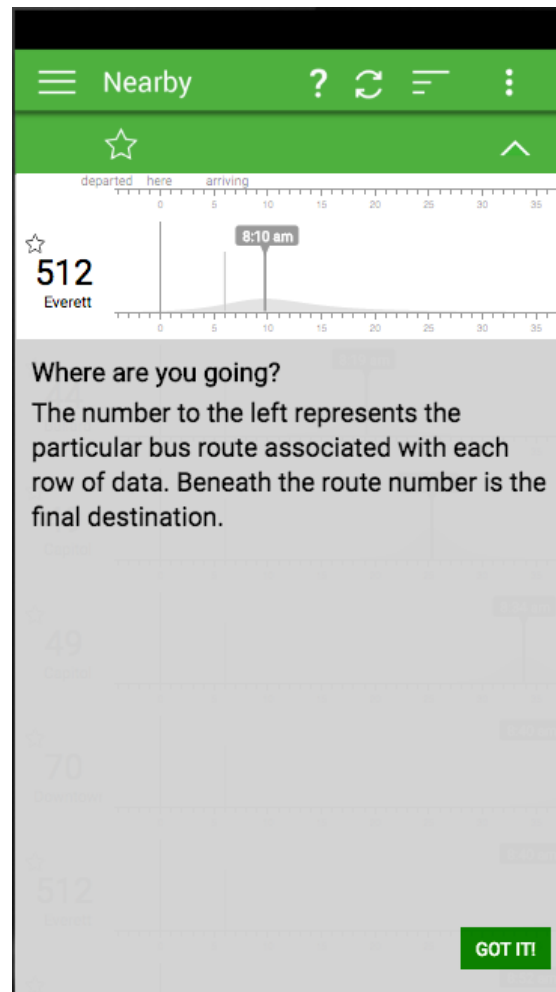 Nearby ?
departed here arriving
0 5 10 15 20 25 30 35
8:10 am
512
Everett
0 5 10 15 20 25 30 35
Where are you going?
The number to the left represents the
particular bus route associated with each
row of data. Beneath the route number is the
final destination.
49
70
512
GOT IT!